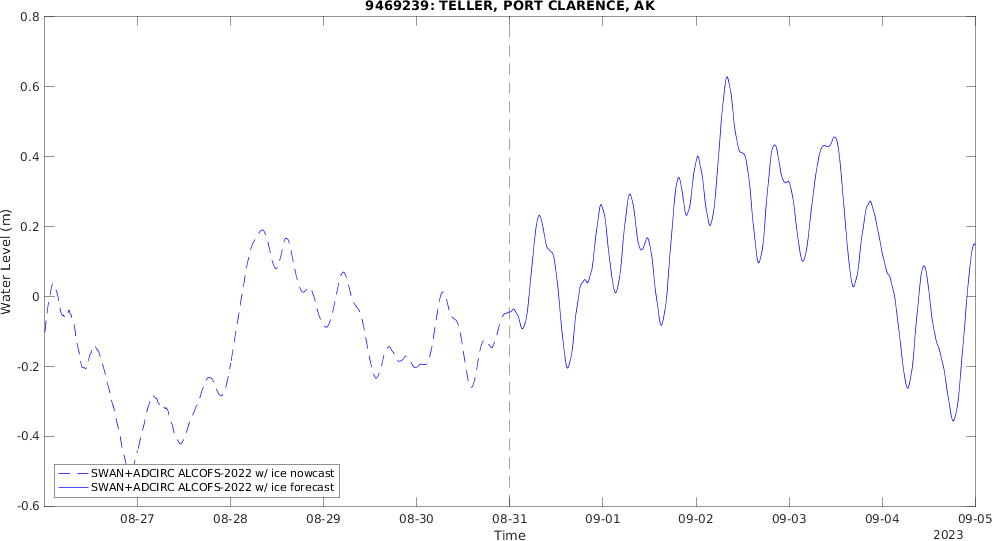 9469239: TELLER, PORT CLARENCE, AK
0.8
0.6
0.4
0.2
0
-0.2
-0.4
-0.6
Water Level (m)
SWAN+ADCIRC ALCOFS-2022 w/ ice nowcast
SWAN+ADCIRC ALCOFS-2022 w/ ice forecast
08-27 08-28 08-29 08-30 08-31 09-01 09-02 09-03 09-04 09-05
Time
2023